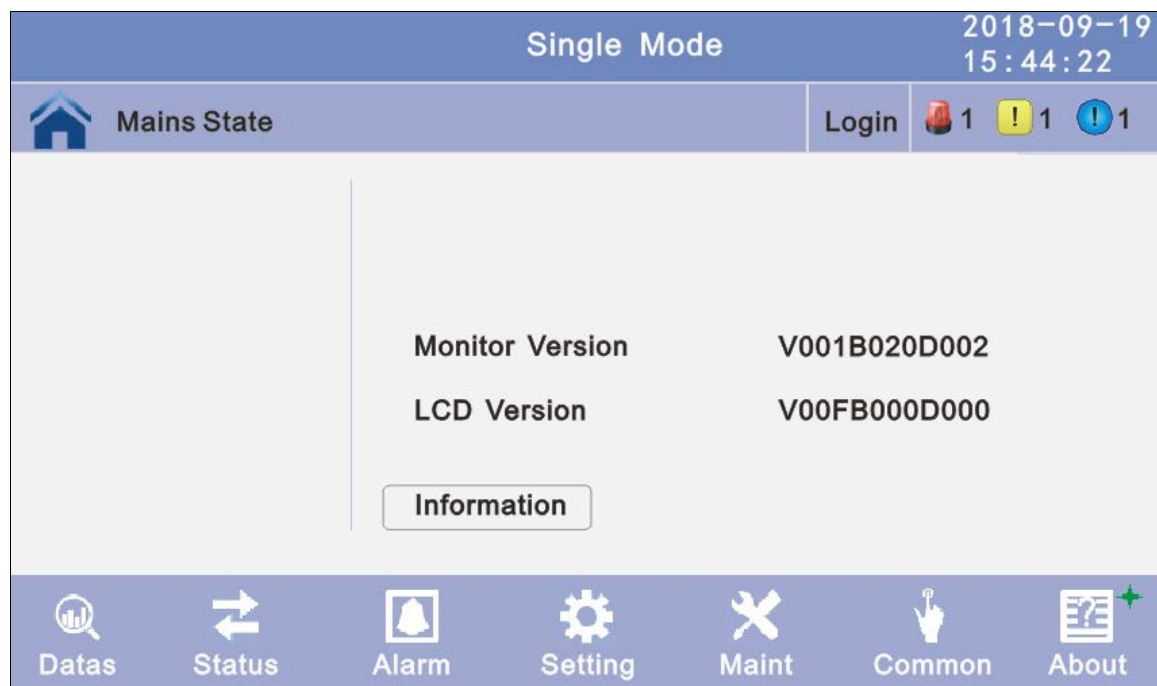 Single Mode
2018-09-19
15:44:22
Mains State
Login
1
! 1
! 1
Monitor Version V001B020D002
LCD Version V00FB000D000
Information
Datas Status Alarm Setting Maint Common About